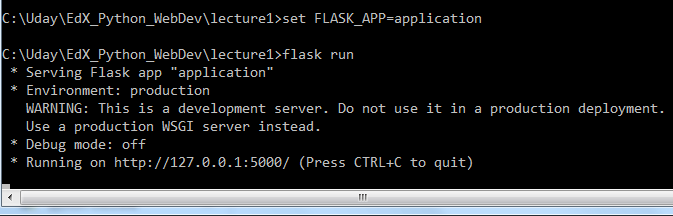 C:\Uday\EdX_Python_WebDev\lecture1>set FLASK_APP=application
C:\Uday\EdX_Python_WebDev\lecture1>flask run
* Serving Flask app "application"
* Environment: production
WARNING: This is a development server. Do not use it in a production deployment.
Use a production WSGI server instead.
* Debug mode: off
* Running on http://127.0.0.1:5000/ (Press CTRL+C to quit)